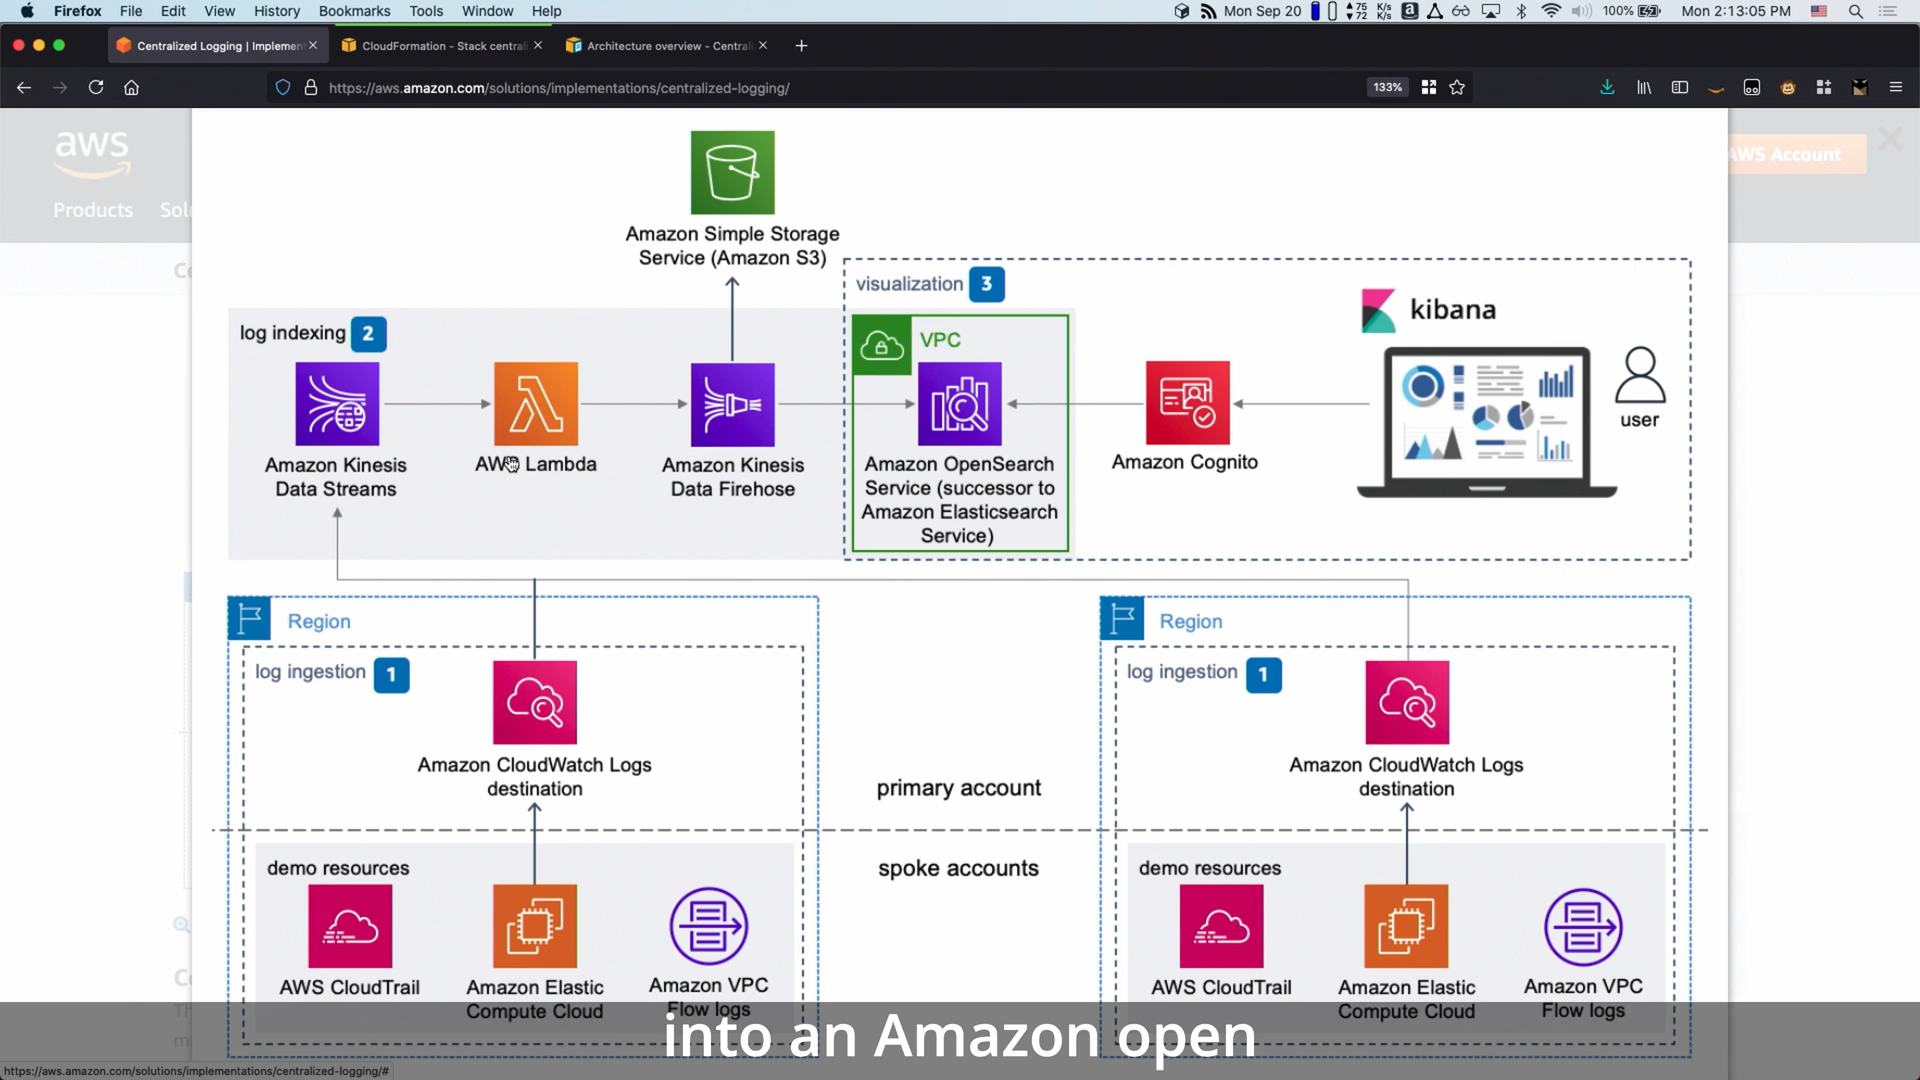 Firefox File Edit View History Bookmarks Tools Window Help
Mon Sep 20 75 72 K/s K/s 100% Mon 2:13:05 PM
Centralized Logging | Implemen
CloudFormation - Stack central
Architecture overview - Central
https://aws.amazon.com/solutions/implementations/centralized-logging/
133%
aws
AWS Account
Products
Amazon Simple Storage
Service (Amazon S3)
visualization 3
kibana
log indexing 2
VPC
user
Amazon Kinesis
Data Streams
AWS Lambda
Amazon Kinesis
Data Firehose
Amazon OpenSearch
Service (successor to
Amazon Elasticsearch
Service)
Amazon Cognito
Region
log ingestion 1
Amazon CloudWatch Logs
destination
Region
log ingestion 1
Amazon CloudWatch Logs
destination
primary account
spoke accounts
demo resources
AWS CloudTrail
Amazon Elastic
Compute Cloud
Amazon VPC
Flow logs
demo resources
AWS CloudTrail
Amazon Elastic
Compute Cloud
Amazon VPC
Flow logs
into an Amazon open
https://aws.amazon.com/solutions/implementations/centralized-logging/#